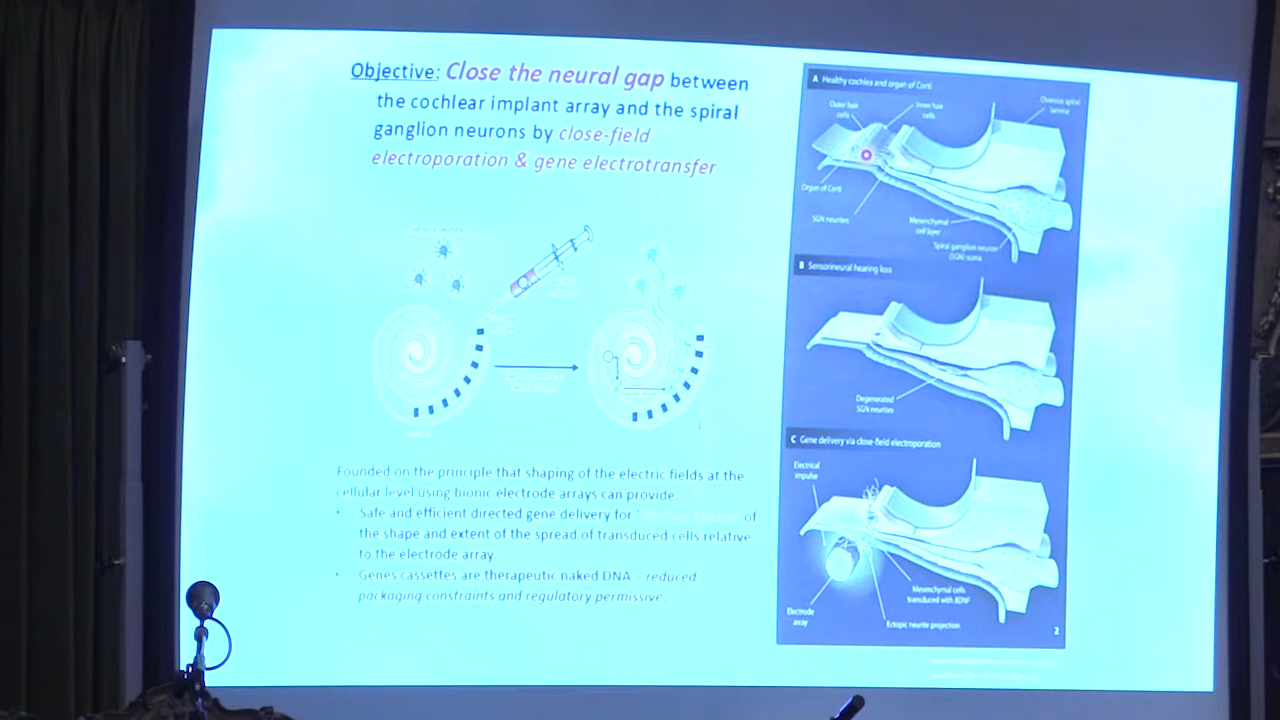 Objective: Close the neural gap between
the cochlear implant array and the spiral
ganglion neurons by close-field
electroporation & gene electrotransfer
Founded on the principle that shaping of the electric fields at the
cellular level using bionic electrode arrays can provide:
• Safe and efficient directed gene delivery for of
the shape and extent of the spread of transduced cells relative
to the electrode array.
• Genes cassettes are therapeutic naked DNA – reduced
packaging constraints and regulatory permissive.
A Healthy cochlea and organ of Corti
Outer hair
cells
Inner hair
cells
Osseous spiral
lamina
Organ of Corti
SGN neurites
Mesenchymal
cell layer
Spiral ganglion neuron
(SGN) soma
B Sensorineural hearing loss
Degenerated
SGN neurites
C Gene delivery via close-field electroporation
Electrical
impulse
Electrode
array
Mesenchymal cells
transduced with BDNF
Ectopic neurite projection
2